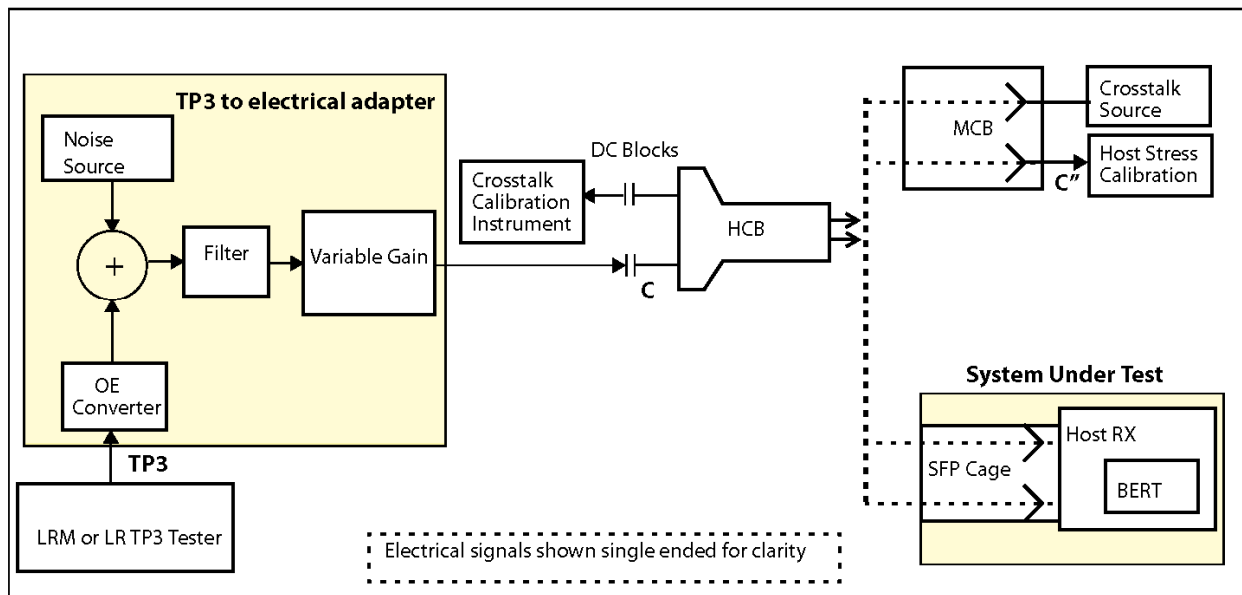 TP3 to electrical adapter
Noise
Source
+
Filter
Variable Gain
OE
Converter
TP3
LRM or LR TP3 Tester
DC Blocks
Crosstalk
Calibration
Instrument
C
HCB
MCB
Crosstalk
Source
Host Stress
Calibration
C"
System Under Test
SFP Cage
Host RX
BERT
Electrical signals shown single ended for clarity